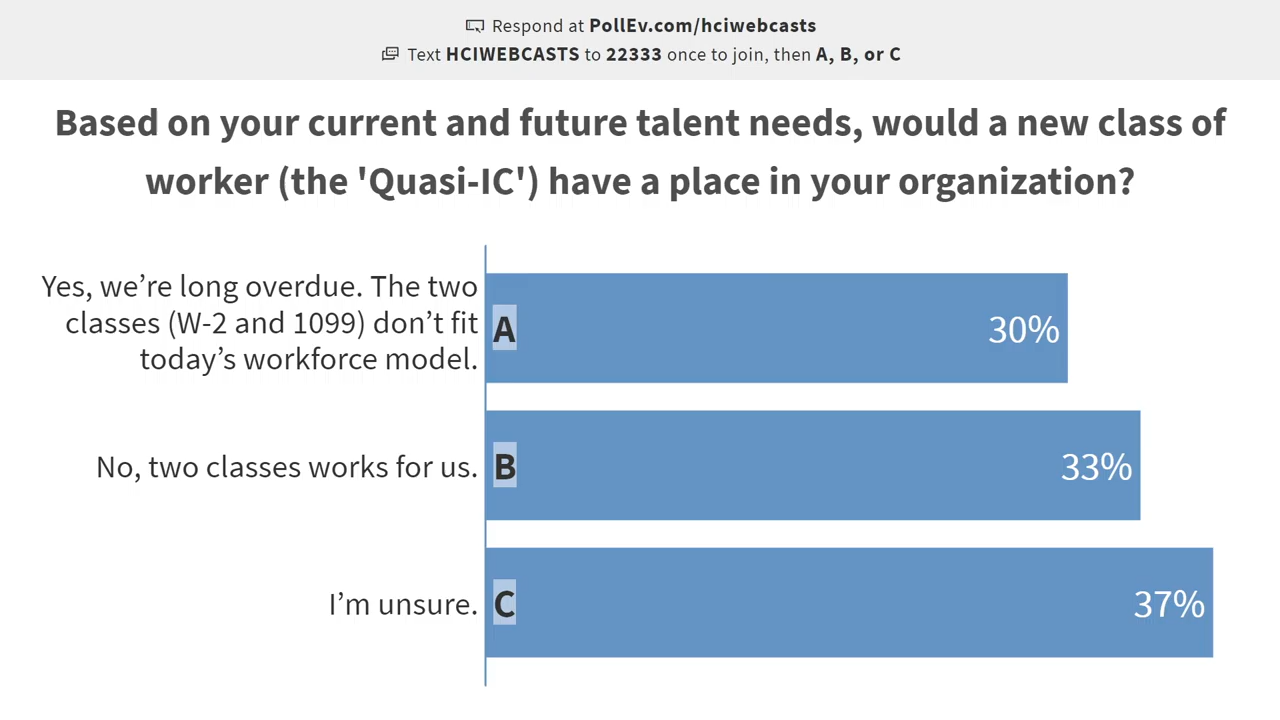 Respond at PollEv.com/hciwebcasts
Text HCIWEBCASTS to 22333 once to join, then A, B, or C
Based on your current and future talent needs, would a new class of
worker (the 'Quasi-IC') have a place in your organization?
Yes, we’re long overdue. The two
classes (W-2 and 1099) don’t fit
today’s workforce model.
A
30%
No, two classes works for us.
B
33%
I’m unsure.
C
37%